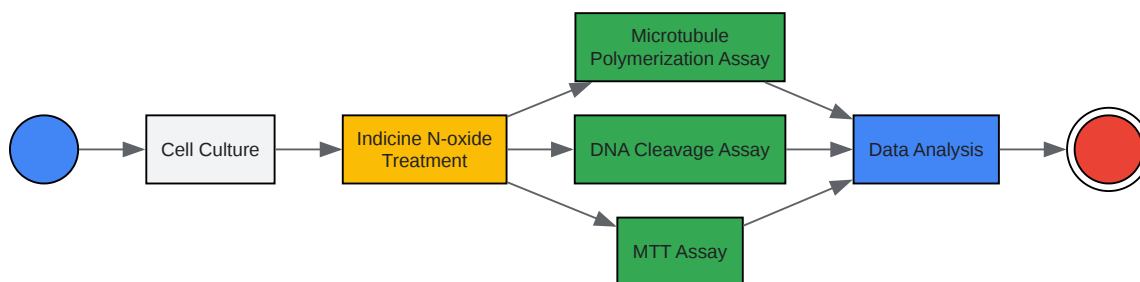 Cell Culture
Indicine N-oxide
Treatment
Microtubule
Polymerization Assay
DNA Cleavage Assay
MTT Assay
Data Analysis